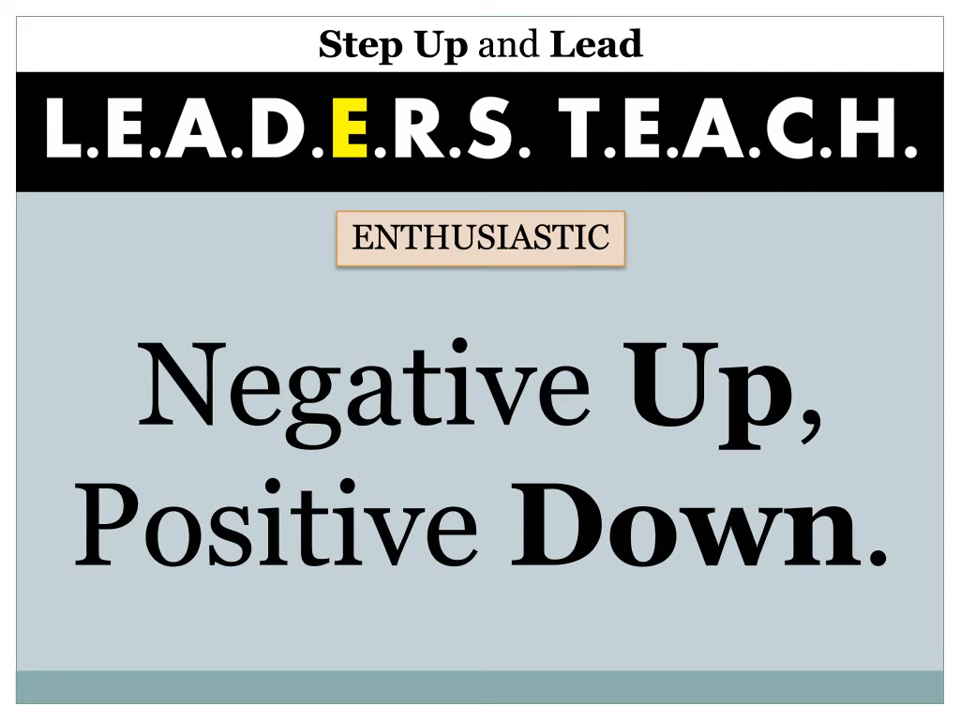 Step Up and Lead
L.E.A.D.E.R.S. T.E.A.C.H.
ENTHUSIASTIC
Negative Up,
Positive Down.